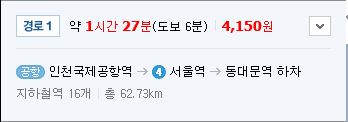 경로 1 약 1시간 27분(도보 6분) | 4,150원
공항 인천국제공항역 → 4 서울역 → 동대문역 하차
지하철역 16개 | 총 62.73km